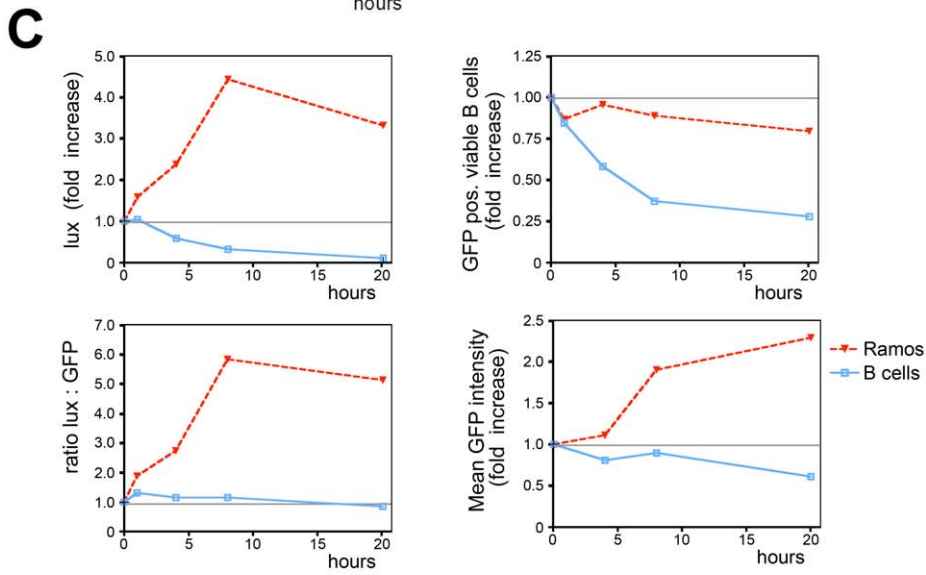 hours
C
5.0
4.0
3.0
2.0
1.0
0
lux (fold increase)
0 5 10 15 20
hours
1.25
1.00
0.75
0.50
0.25
0
GFP pos. viable B cells
(fold increase)
0 5 10 15 20
hours
7.0
6.0
5.0
4.0
3.0
2.0
1.0
0
ratio lux : GFP
0 5 10 15 20
hours
2.5
2.0
1.5
1.0
0.5
0
Mean GFP intensity
(fold increase)
0 5 10 15 20
hours
Ramos
B cells